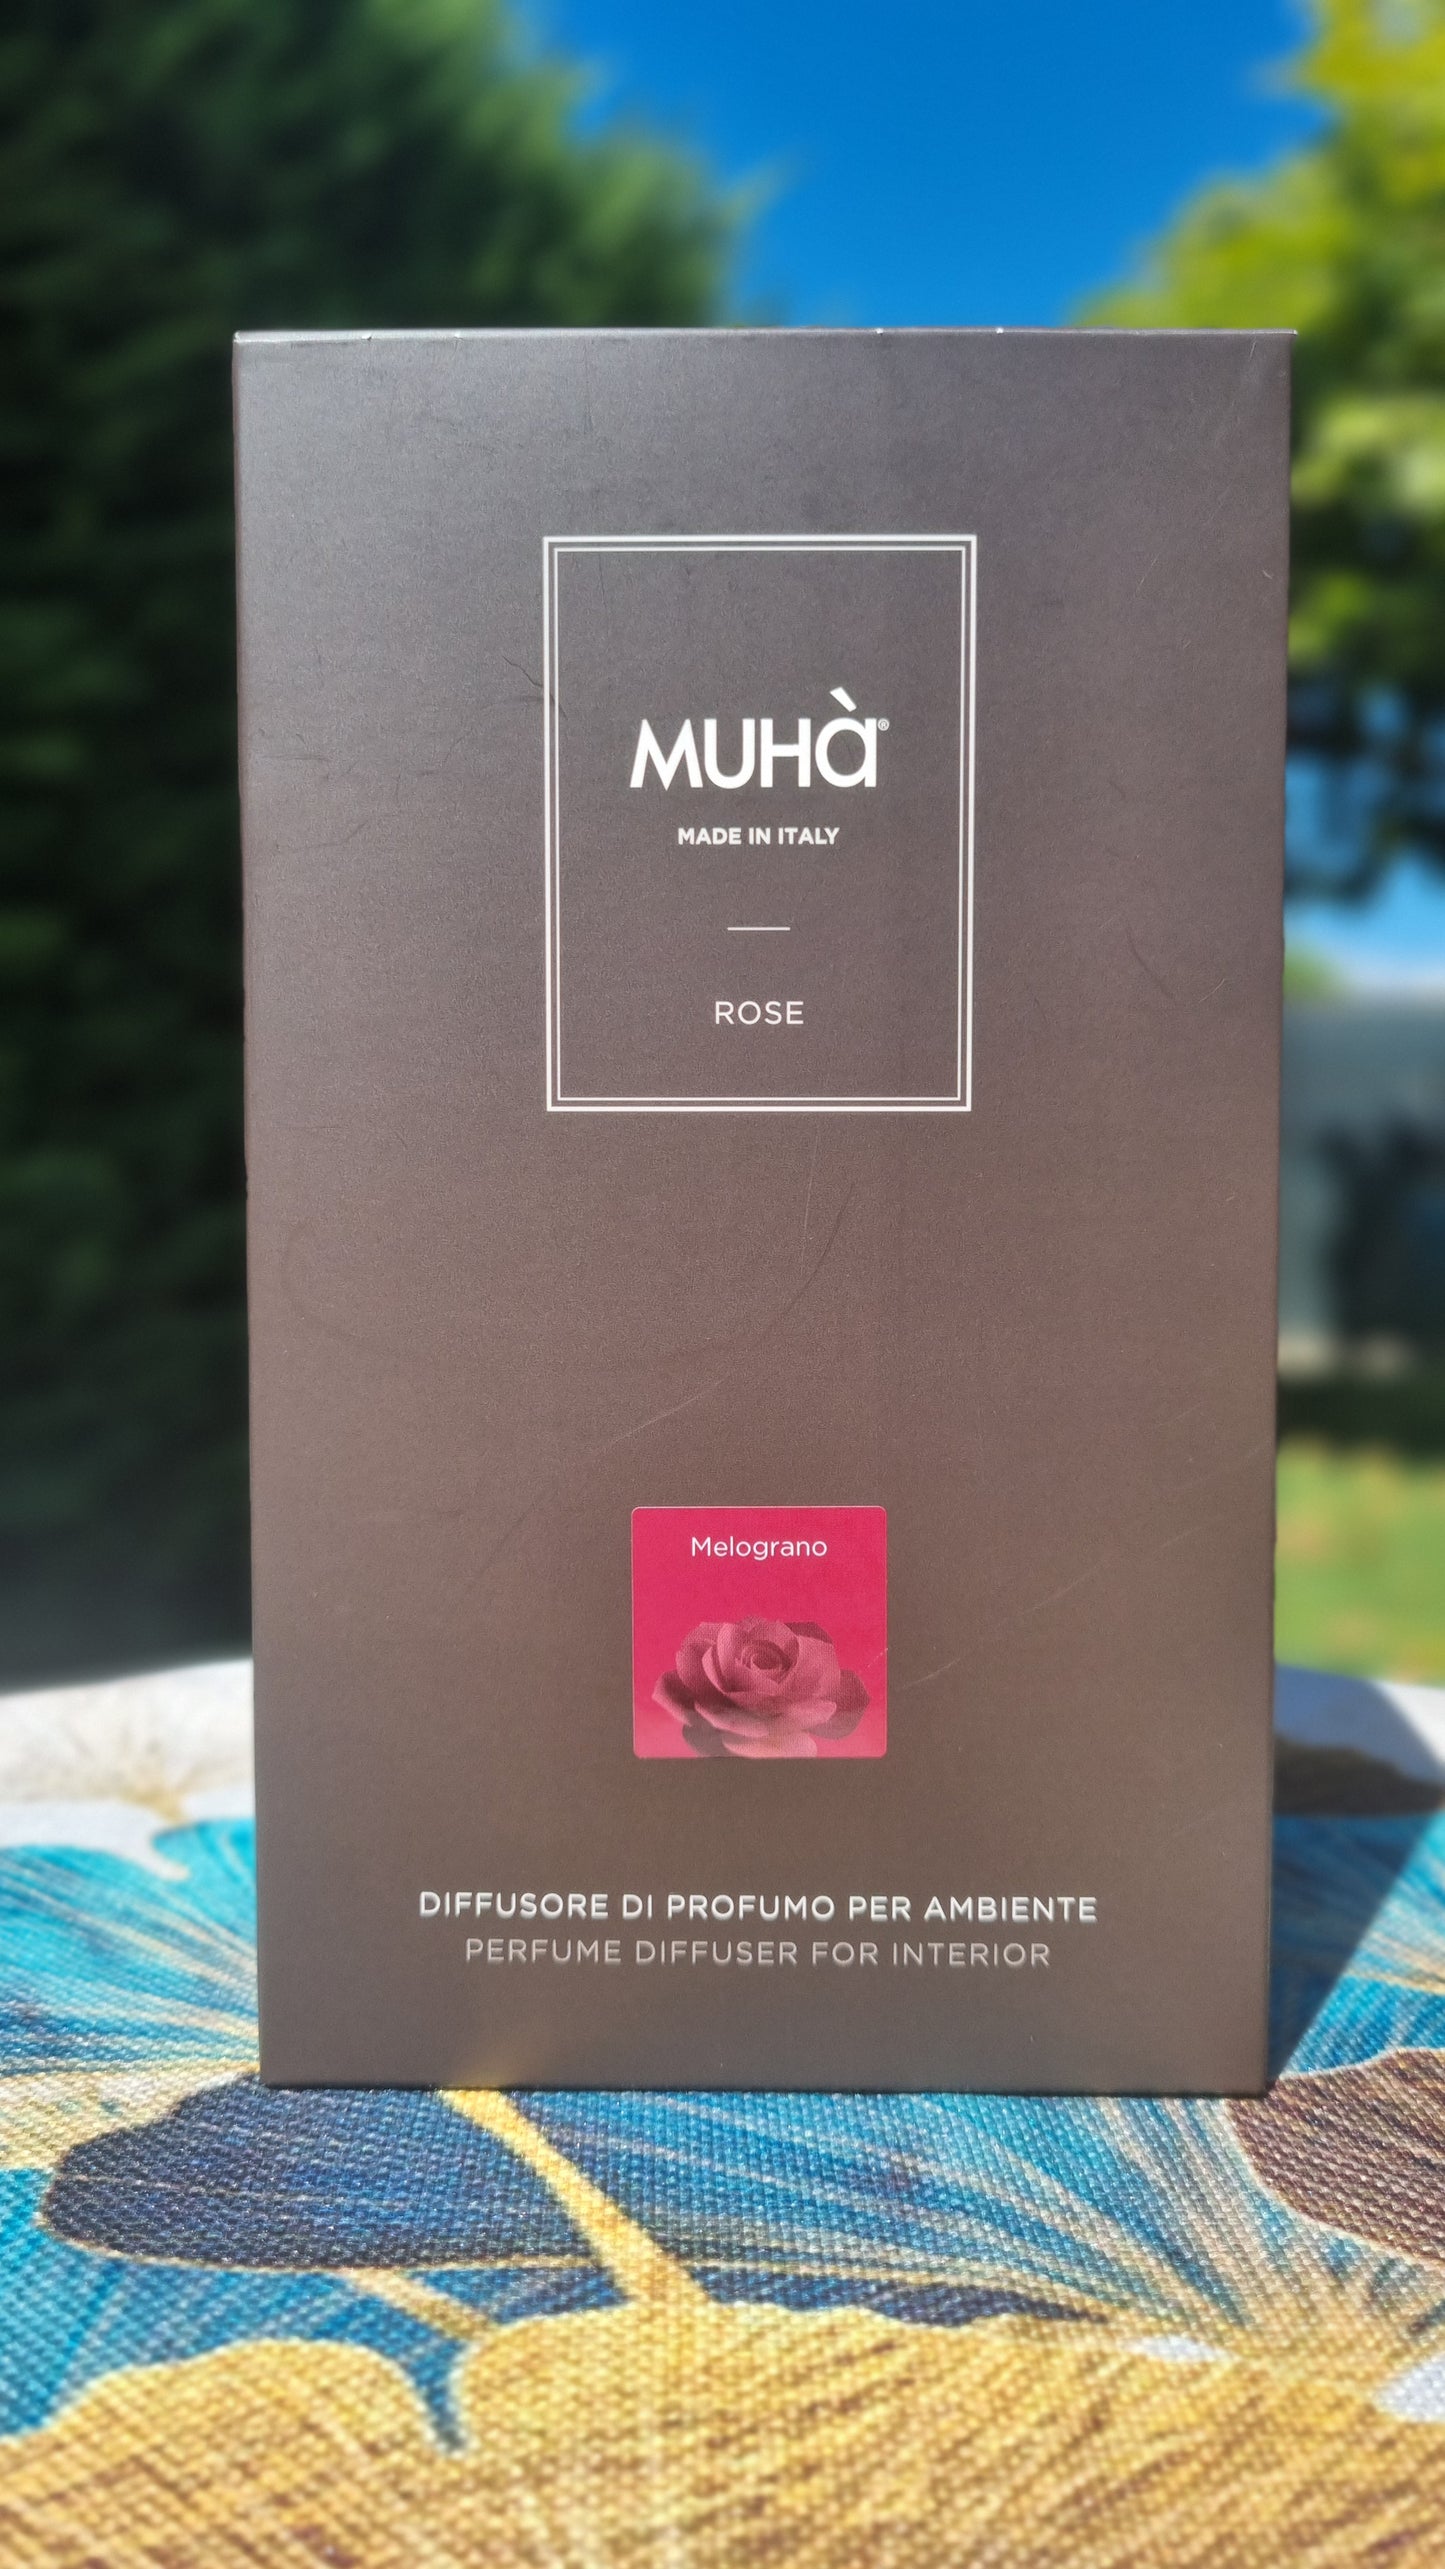 MUHà®
MADE IN ITALY
ROSE
Melograno
DIFFUSORE DI PROFUMO PER AMBIENTE
PERFUME DIFFUSER FOR INTERIOR